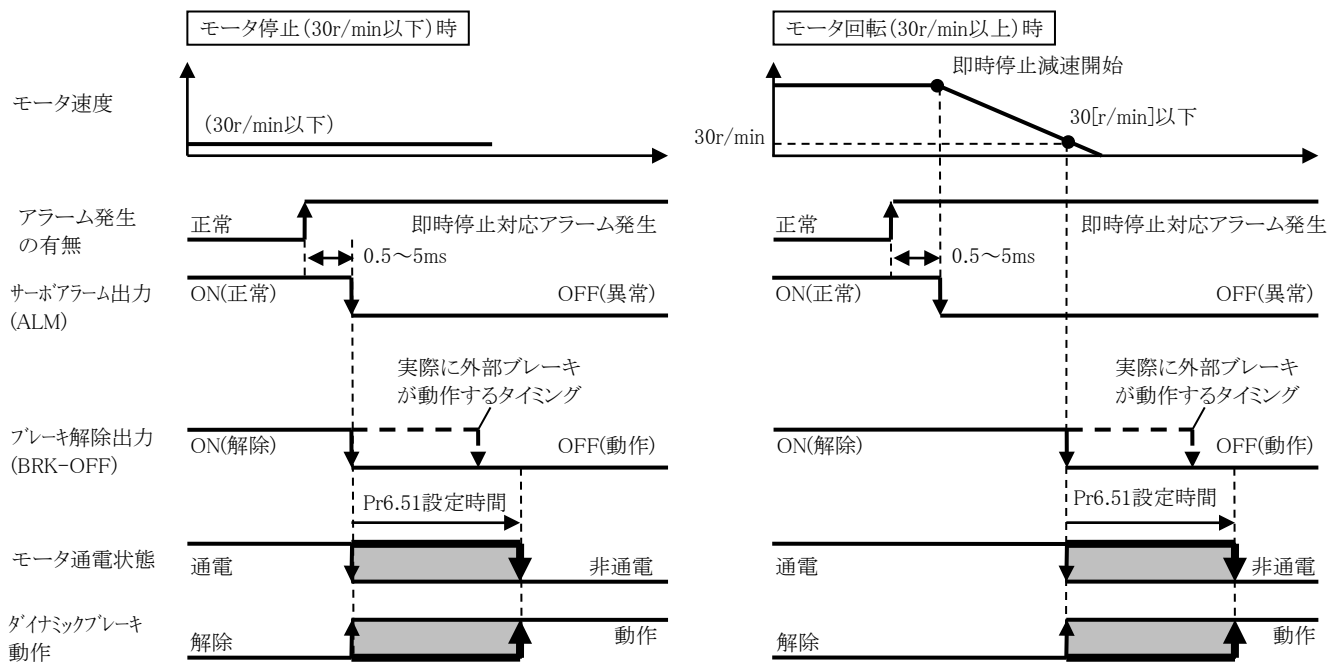 モータ停止(30r/min以下)時
モータ回転(30r/min以上)時
モータ速度
(30r/min以下)
即時停止減速開始
30[r/min]以下
30r/min
アラーム発生
の有無
正常
即時停止対応アラーム発生
0.5～5ms
正常
即時停止対応アラーム発生
0.5～5ms
サーボアラーム出力
(ALM)
ON(正常)
OFF(異常)
ON(正常)
OFF(異常)
実際に外部ブレーキ
が動作するタイミング
実際に外部ブレーキ
が動作するタイミング
ブレーキ解除出力
(BRK-OFF)
ON(解除)
OFF(動作)
ON(解除)
OFF(動作)
Pr6.51設定時間
Pr6.51設定時間
モータ通電状態
通電
非通電
通電
非通電
ダイナミックブレーキ
動作
解除
動作
解除
動作